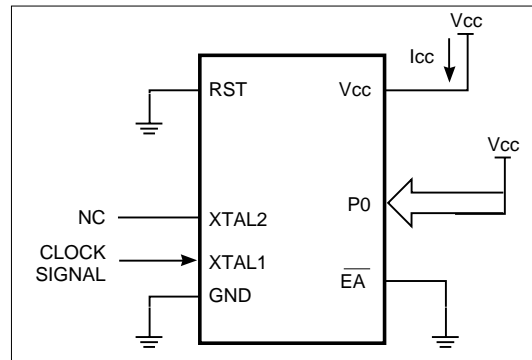 Vcc
Icc
RST
Vcc
Vcc
P0
NC
XTAL2
CLOCK
SIGNAL
XTAL1
GND
EA